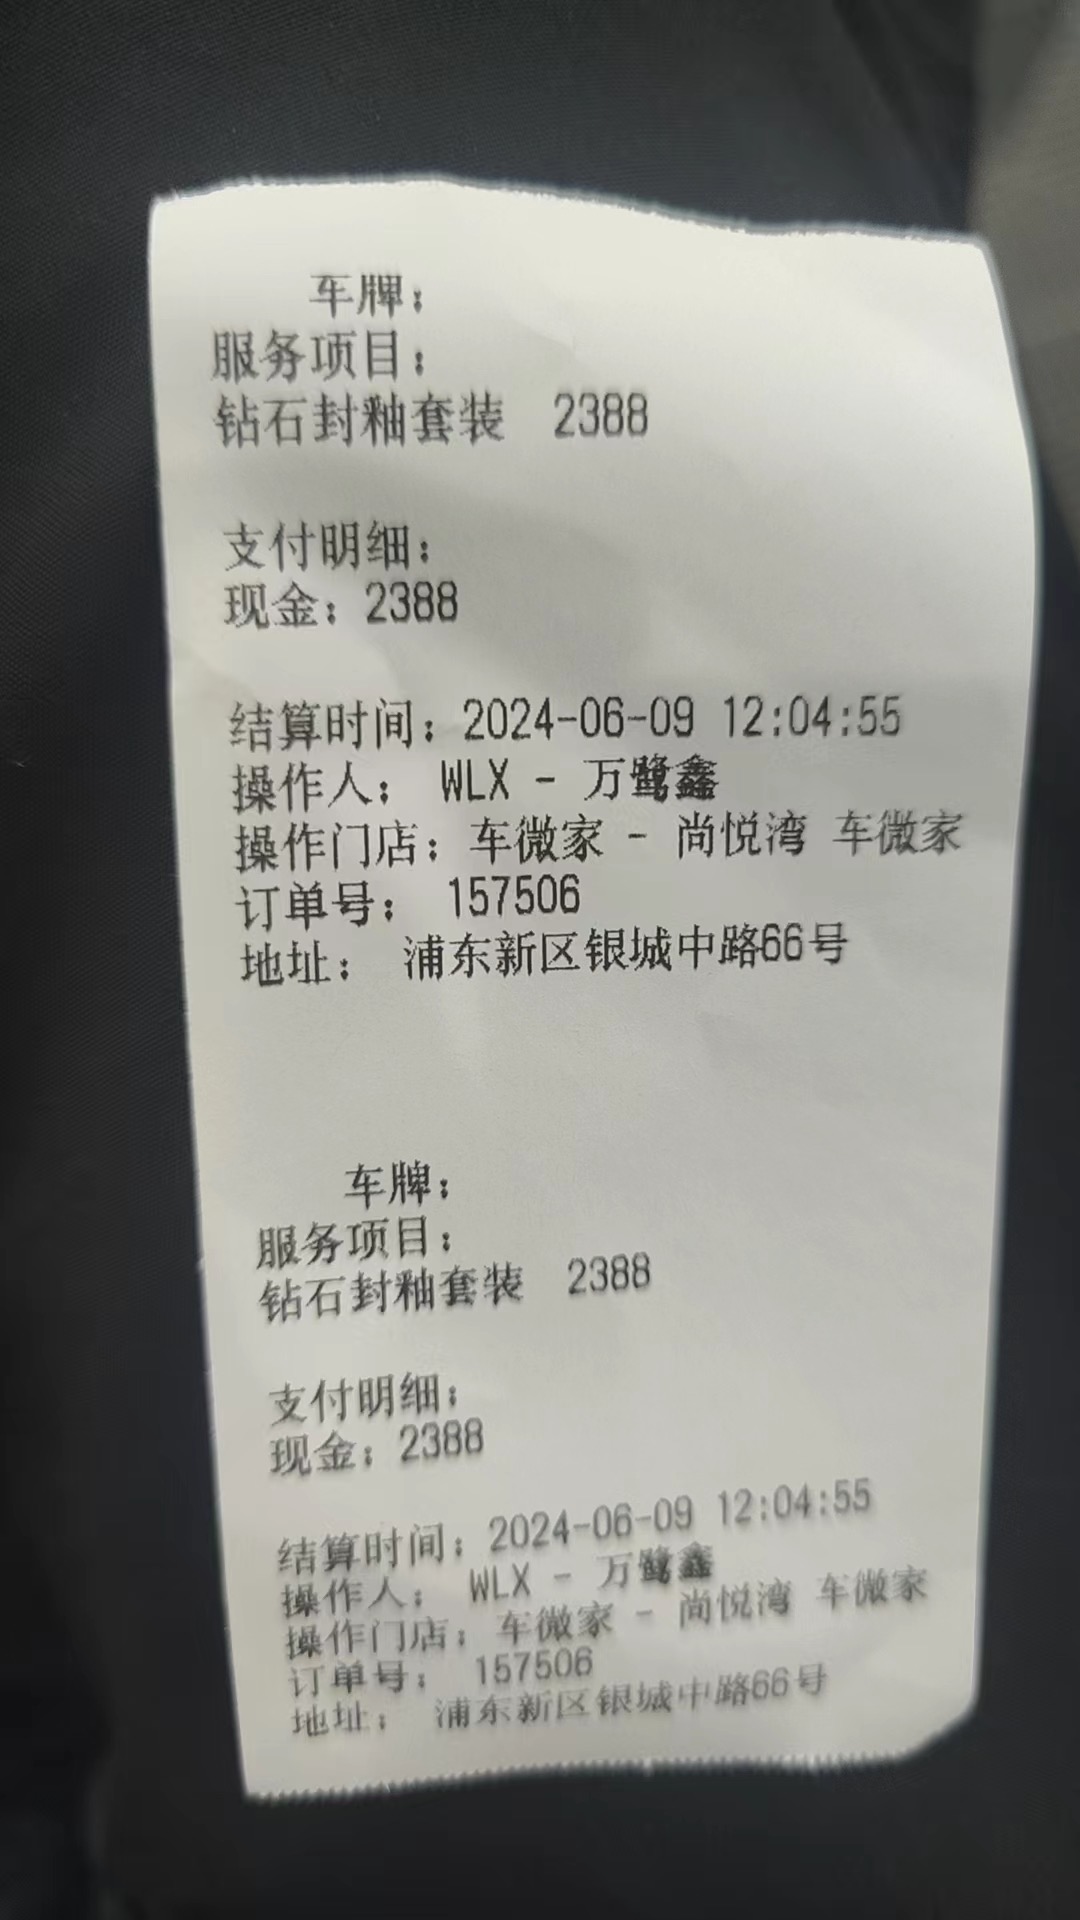 车牌：
服务项目：
钻石封釉套装 2388
支付明细：
现金：2388
结算时间：2024-06-09 12:04:55
操作人： WLX - 万鹭鑫
操作门店：车微家 - 尚悦湾 车微家
订单号： 157506
地址： 浦东新区银城中路66号
车牌：
服务项目：
钻石封釉套装 2388
支付明细：
现金：2388
结算时间：2024-06-09 12:04:55
操作人： WLX - 万鹭鑫
操作门店：车微家 - 尚悦湾 车微家
订单号： 157506
地址： 浦东新区银城中路66号